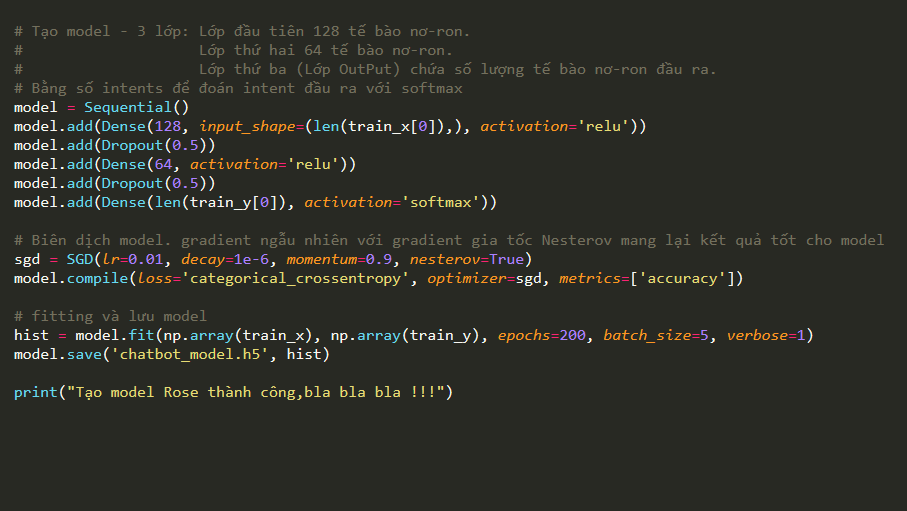 # Tạo model - 3 lớp: Lớp đầu tiên 128 tế bào nơ-ron.
#                    Lớp thứ hai 64 tế bào nơ-ron.
#                    Lớp thứ ba (Lớp OutPut) chứa số lượng tế bào nơ-ron đầu ra.
# Bằng số intents để đoán intent đầu ra với softmax
model = Sequential()
model.add(Dense(128, input_shape=(len(train_x[0]),), activation='relu'))
model.add(Dropout(0.5))
model.add(Dense(64, activation='relu'))
model.add(Dropout(0.5))
model.add(Dense(len(train_y[0]), activation='softmax'))

# Biên dịch model. gradient ngẫu nhiên với gradient gia tốc Nesterov mang lại kết quả tốt cho model
sgd = SGD(lr=0.01, decay=1e-6, momentum=0.9, nesterov=True)
model.compile(loss='categorical_crossentropy', optimizer=sgd, metrics=['accuracy'])

# fitting và lưu model
hist = model.fit(np.array(train_x), np.array(train_y), epochs=200, batch_size=5, verbose=1)
model.save('chatbot_model.h5', hist)

print("Tạo model Rose thành công,bla bla bla !!!")